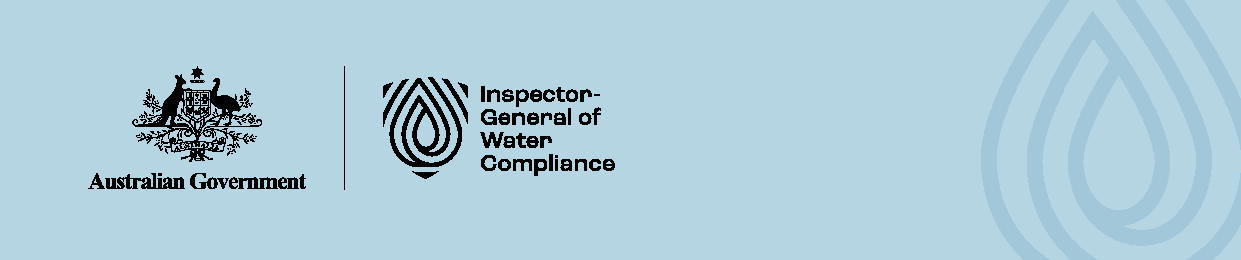 Australian Government
Inspector-
General of
Water
Compliance